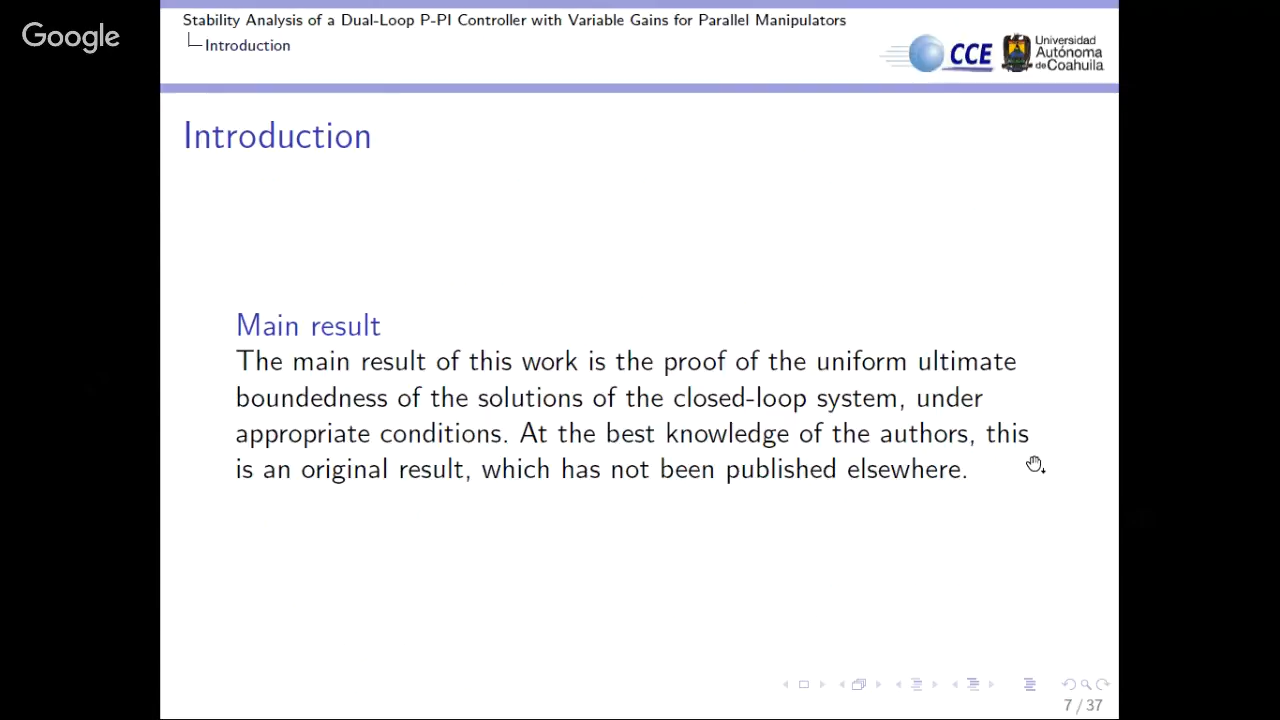 Google
Stability Analysis of a Dual-Loop P-PI Controller with Variable Gains for Parallel Manipulators
Introduction
CCE
Universidad
Autónoma
de Coahuila
Introduction
Main result
The main result of this work is the proof of the uniform ultimate
boundedness of the solutions of the closed-loop system, under
appropriate conditions. At the best knowledge of the authors, this
is an original result, which has not been published elsewhere.
7 / 37